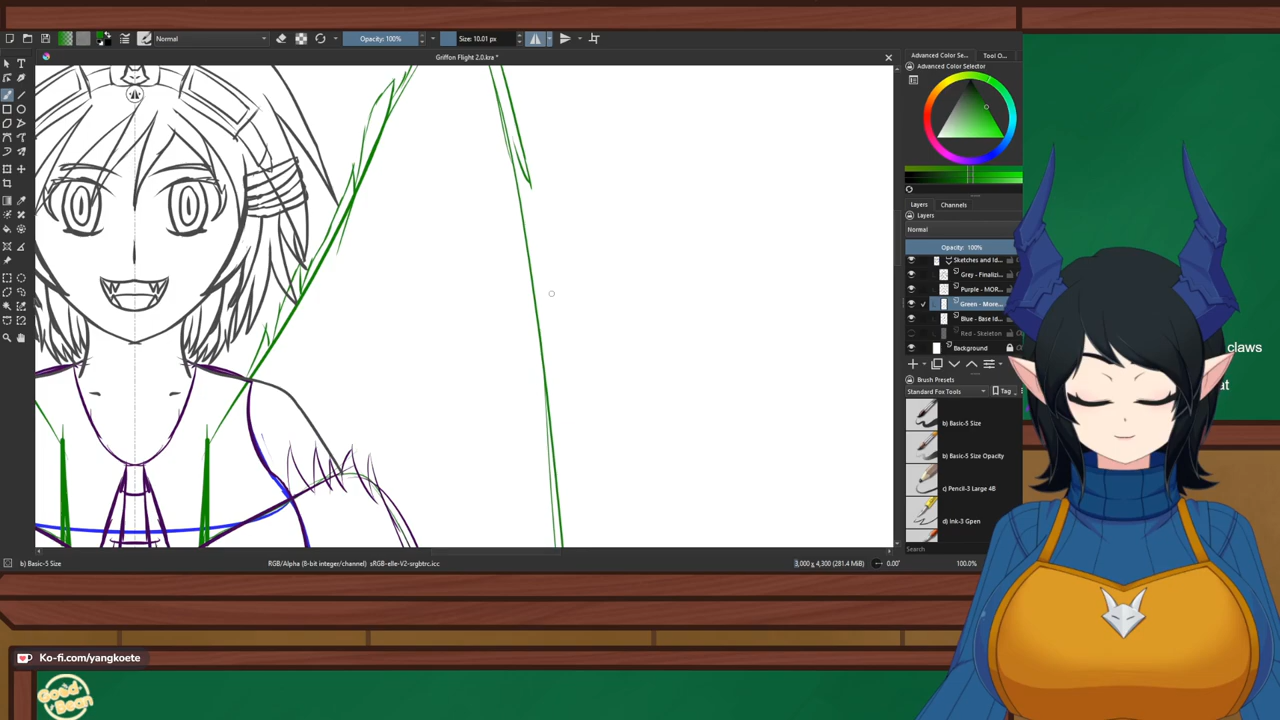 Normal
Opacity: 100%
Size: 10.01 px
Griffon Flight 2.0.kra *
Advanced Color Se...
Tool O...
Advanced Color Selector
Layers
Channels
Layers
Normal
Opacity: 100%
Sketches and Id...
Grey - Finalizi...
Purple - MOR...
Green - More...
Blue - Base Id...
Red - Skeleton
Background
Brush Presets
Standard Fox Tools
Tag
b) Basic-5 Size
b) Basic-5 Size Opacity
c) Pencil-3 Large 4B
d) Ink-3 Gpen
Search
b) Basic-5 Size
RGB/Alpha (8-bit integer/channel) sRGB-elle-V2-srgbtrc.icc
3,000 x 4,300 (281.4 MiB)
0.00°
100.0%
claws
Ko-fi.com/yangkoete
Good
Bean